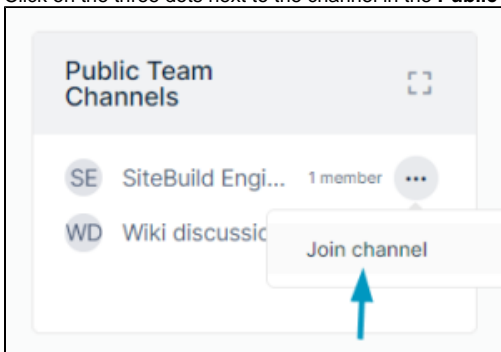 Click on the three dots next to the channel in the Public
Public Team
Channels
SE SiteBuild Engi... 1 member ...
WD Wiki discussio
Join channel